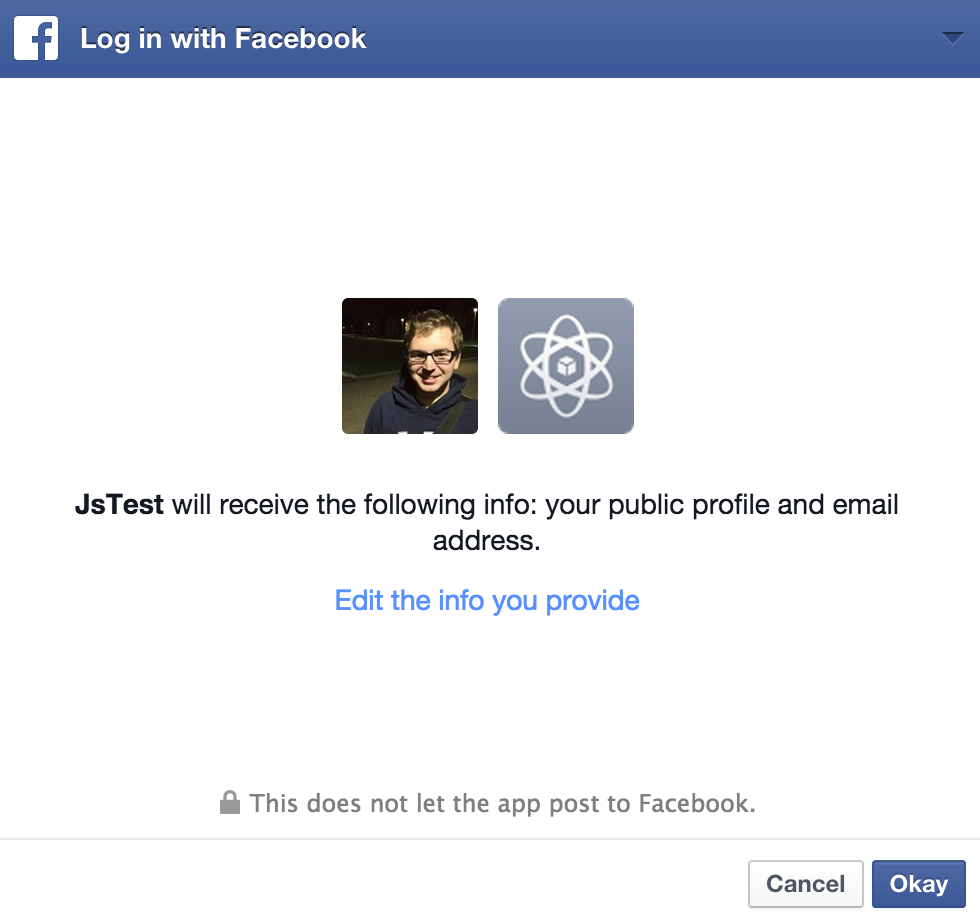 Log in with Facebook
JsTest will receive the following info: your public profile and email
address.
Edit the info you provide
This does not let the app post to Facebook.
Cancel Okay